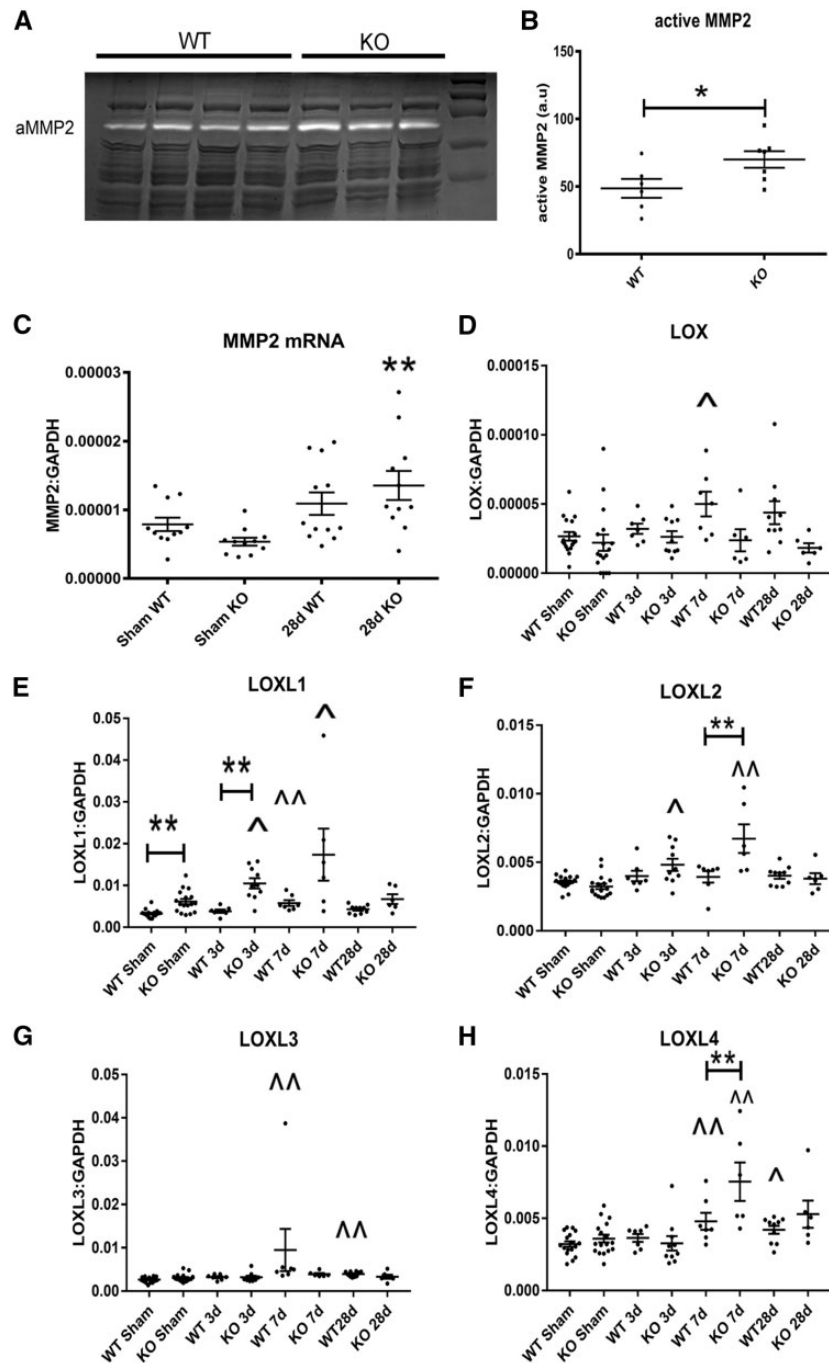 A
WT KO
aMMP2
B
active MMP2
active MMP2 (a.u)
150
100
50
0
*
WT KO
C
MMP2 mRNA
MMP2:GAPDH
0.00003
0.00002
0.00001
0.00000
**
Sham WT Sham KO 28d WT 28d KO
D
LOX
LOX:GAPDH
0.00015
0.00010
0.00005
0.00000
^
WT Sham KO Sham WT 3d KO 3d WT 7d KO 7d WT28d KO 28d
E
LOXL1
LOXL1:GAPDH
0.05
0.04
0.03
0.02
0.01
0.00
** ** ^ ^^ ^
WT Sham KO Sham WT 3d KO 3d WT 7d KO 7d WT28d KO 28d
F
LOXL2
LOXL2:GAPDH
0.015
0.010
0.005
0.000
^ ** ^^
WT Sham KO Sham WT 3d KO 3d WT 7d KO 7d WT28d KO 28d
G
LOXL3
LOXL3:GAPDH
0.05
0.04
0.03
0.02
0.01
0.00
^^ ^^
WT Sham KO Sham WT 3d KO 3d WT 7d KO 7d WT28d KO 28d
H
LOXL4
LOXL4:GAPDH
0.015
0.010
0.005
0.000
^^ ** ^^ ^
WT Sham KO Sham WT 3d KO 3d WT 7d KO 7d WT28d KO 28d